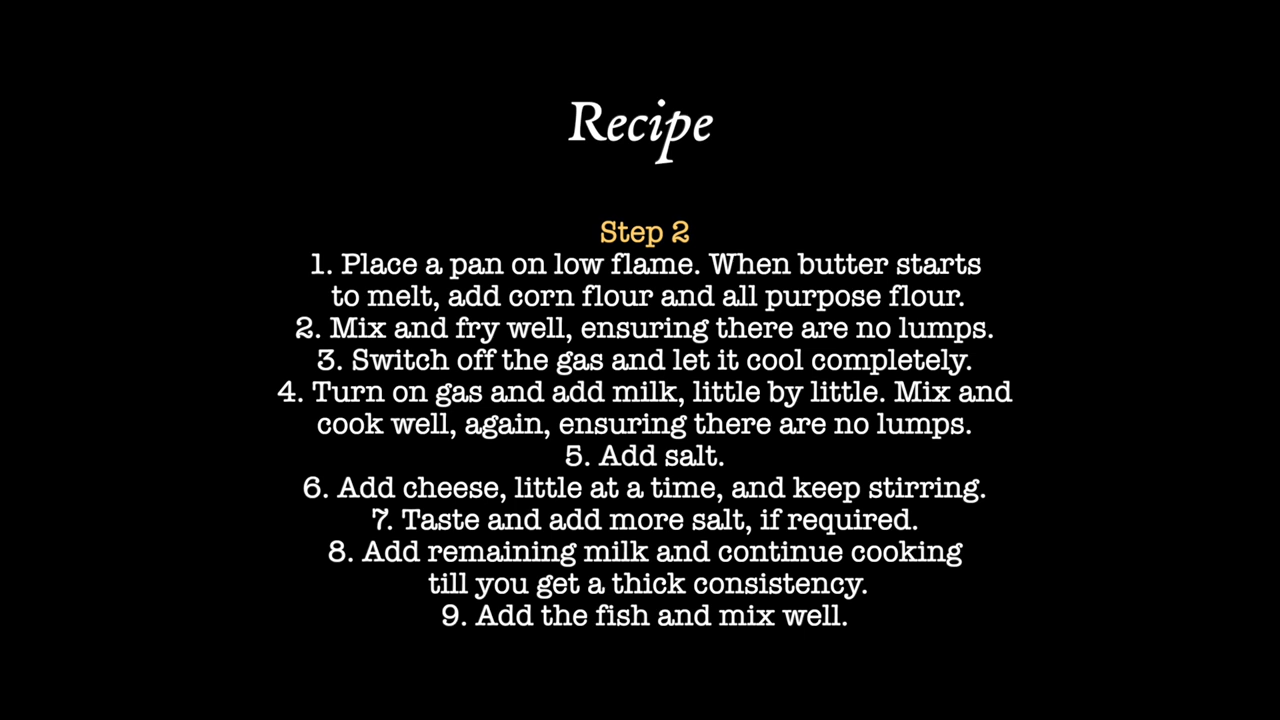 Recipe
Step 2
1. Place a pan on low flame. When butter starts
to melt, add corn flour and all purpose flour.
2. Mix and fry well, ensuring there are no lumps.
3. Switch off the gas and let it cool completely.
4. Turn on gas and add milk, little by little. Mix and
cook well, again, ensuring there are no lumps.
5. Add salt.
6. Add cheese, little at a time, and keep stirring.
7. Taste and add more salt, if required.
8. Add remaining milk and continue cooking
till you get a thick consistency.
9. Add the fish and mix well.